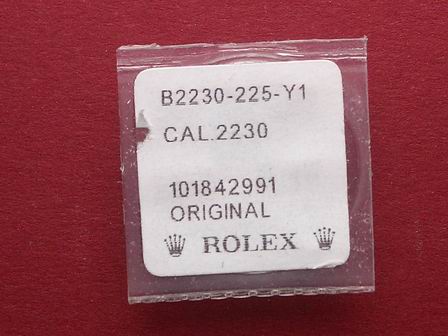 B2230-225-Y1
CAL.2230
101842991
ORIGINAL
ROLEX